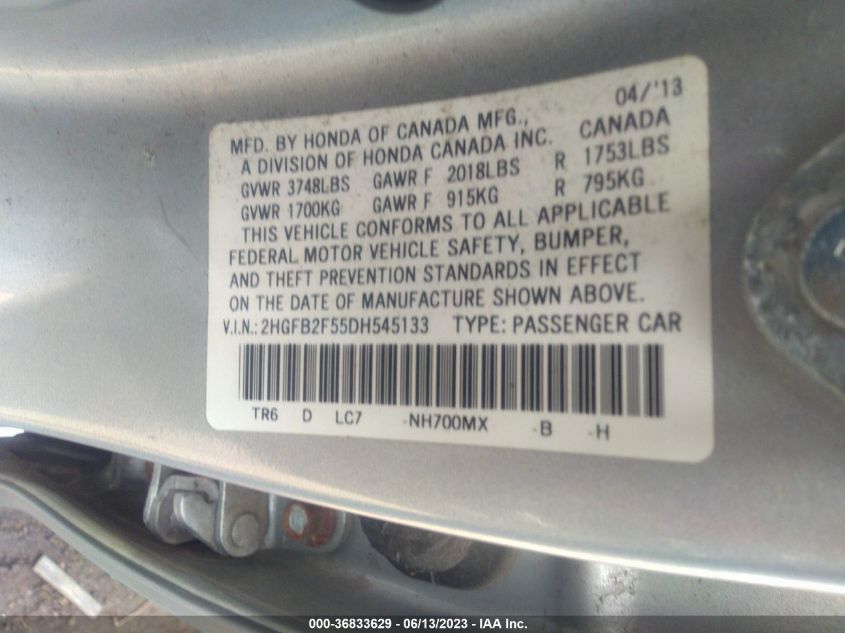 04/'13
MFD. BY HONDA OF CANADA MFG.,
A DIVISION OF HONDA CANADA INC. CANADA
GVWR 3748LBS GAWR F 2018LBS R 1753LBS
GVWR 1700KG GAWR F 915KG R 795KG
THIS VEHICLE CONFORMS TO ALL APPLICABLE
FEDERAL MOTOR VEHICLE SAFETY, BUMPER,
AND THEFT PREVENTION STANDARDS IN EFFECT
ON THE DATE OF MANUFACTURE SHOWN ABOVE.
V.I.N.: 2HGFB2F55DH545133 TYPE: PASSENGER CAR
TR6 D LC7 -NH700MX -B -H
000-36833629 - 06/13/2023 - IAA Inc.